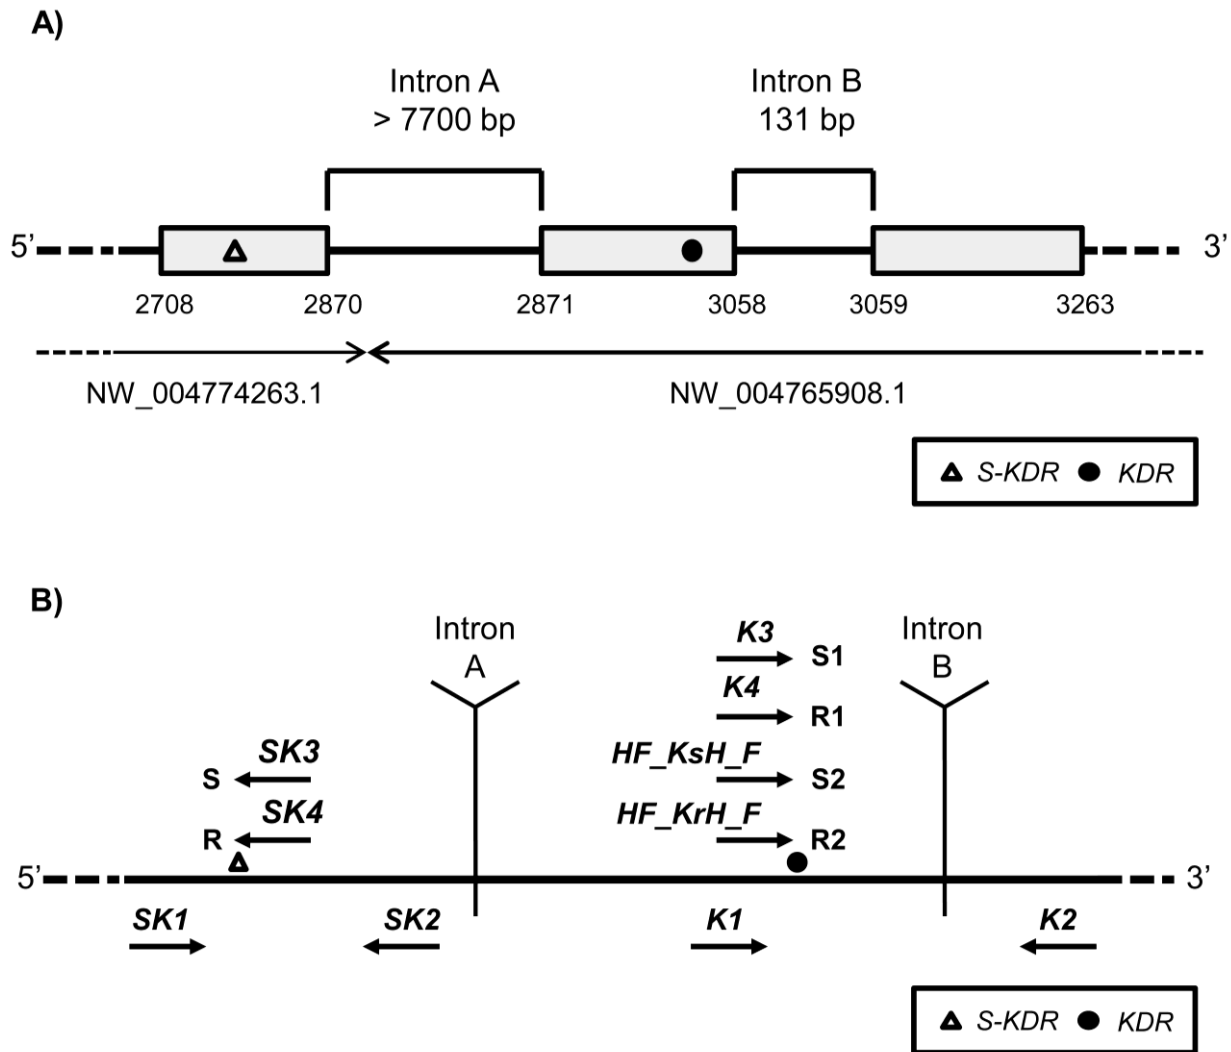 A)
Intron A
> 7700 bp
Intron B
131 bp
5’
3’
2708
2870
2871
3058
3059
3263
NW_004774263.1
NW_004765908.1
S-KDR
KDR
B)
Intron
A
Intron
B
K3
S1
K4
R1
SK3
S
HF_KsH_F
S2
SK4
R
HF_KrH_F
R2
5’
3’
SK1
SK2
K1
K2
S-KDR
KDR